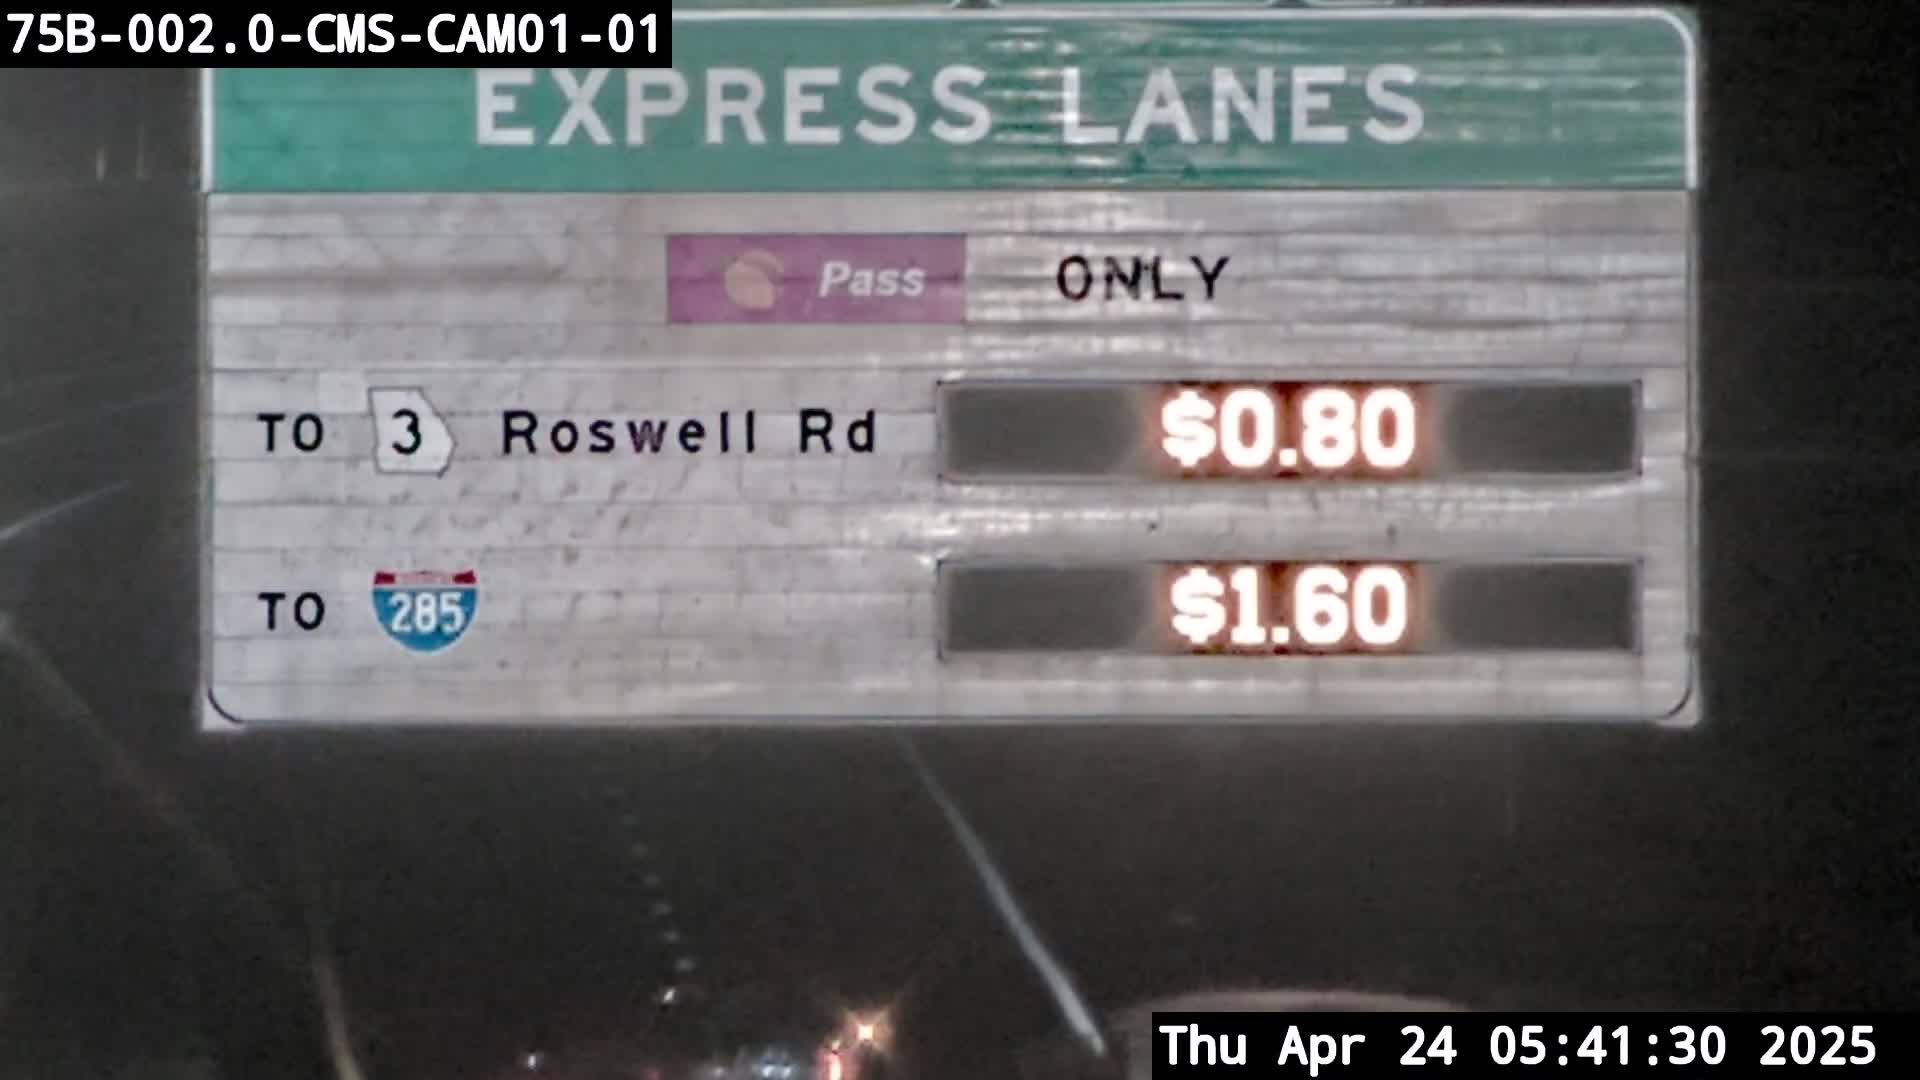 75B-002.0-CMS-CAM01-01
EXPRESS LANES
Pass ONLY
TO 3 Roswell Rd $0.80
TO 285 $1.60
Thu Apr 24 05:41:30 2025